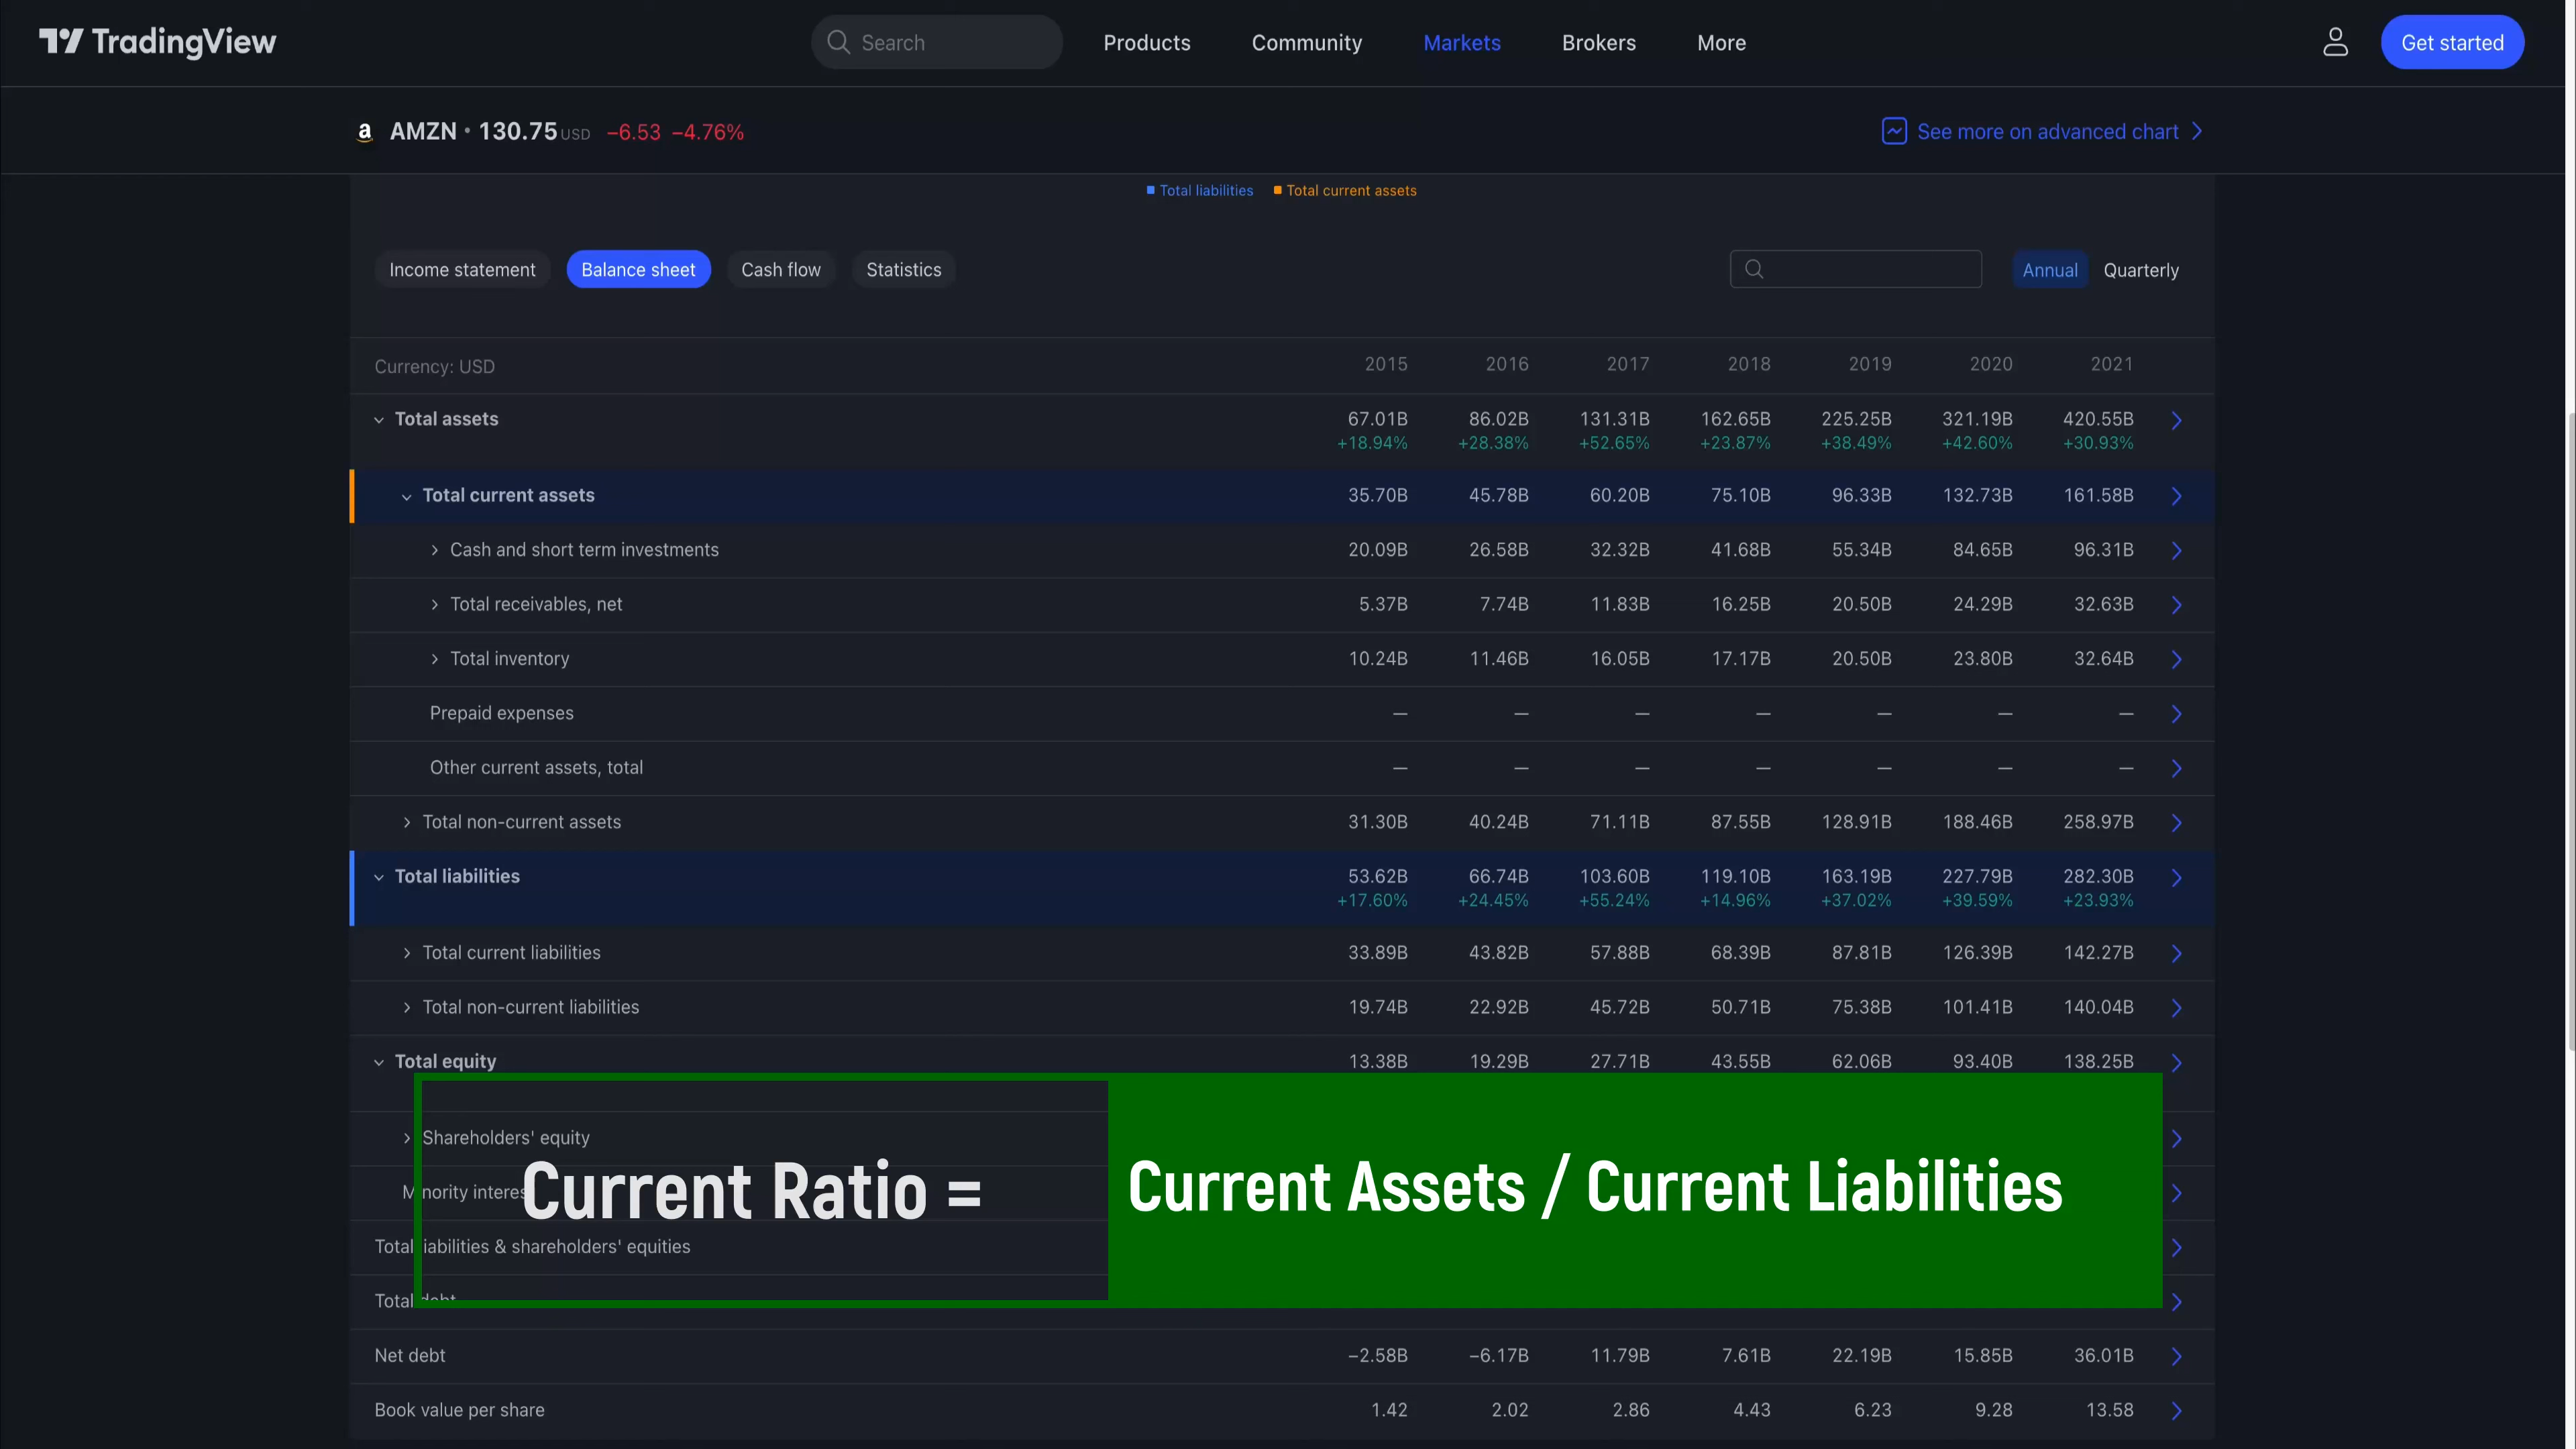 TradingView
Search
Products
Community
Markets
Brokers
More
Get started
a AMZN • 130.75 USD −6.53 −4.76%
See more on advanced chart
Total liabilities Total current assets
Income statement Balance sheet Cash flow Statistics Annual Quarterly
Currency: USD 2015 2016 2017 2018 2019 2020 2021
Total assets 67.01B 86.02B 131.31B 162.65B 225.25B 321.19B 420.55B
+18.94% +28.38% +52.65% +23.87% +38.49% +42.60% +30.93%
Total current assets 35.70B 45.78B 60.20B 75.10B 96.33B 132.73B 161.58B
Cash and short term investments 20.09B 26.58B 32.32B 41.68B 55.34B 84.65B 96.31B
Total receivables, net 5.37B 7.74B 11.83B 16.25B 20.50B 24.29B 32.63B
Total inventory 10.24B 11.46B 16.05B 17.17B 20.50B 23.80B 32.64B
Prepaid expenses — — — — — — —
Other current assets, total — — — — — — —
Total non-current assets 31.30B 40.24B 71.11B 87.55B 128.91B 188.46B 258.97B
Total liabilities 53.62B 66.74B 103.60B 119.10B 163.19B 227.79B 282.30B
+17.60% +24.45% +55.24% +14.96% +37.02% +39.59% +23.93%
Total current liabilities 33.89B 43.82B 57.88B 68.39B 87.81B 126.39B 142.27B
Total non-current liabilities 19.74B 22.92B 45.72B 50.71B 75.38B 101.41B 140.04B
Total equity 13.38B 19.29B 27.71B 43.55B 62.06B 93.40B 138.25B
Shareholders' equity
Minority interes
Current Ratio = Current Assets / Current Liabilities
Total liabilities & shareholders' equities
Total debt
Net debt −2.58B −6.17B 11.79B 7.61B 22.19B 15.85B 36.01B
Book value per share 1.42 2.02 2.86 4.43 6.23 9.28 13.58